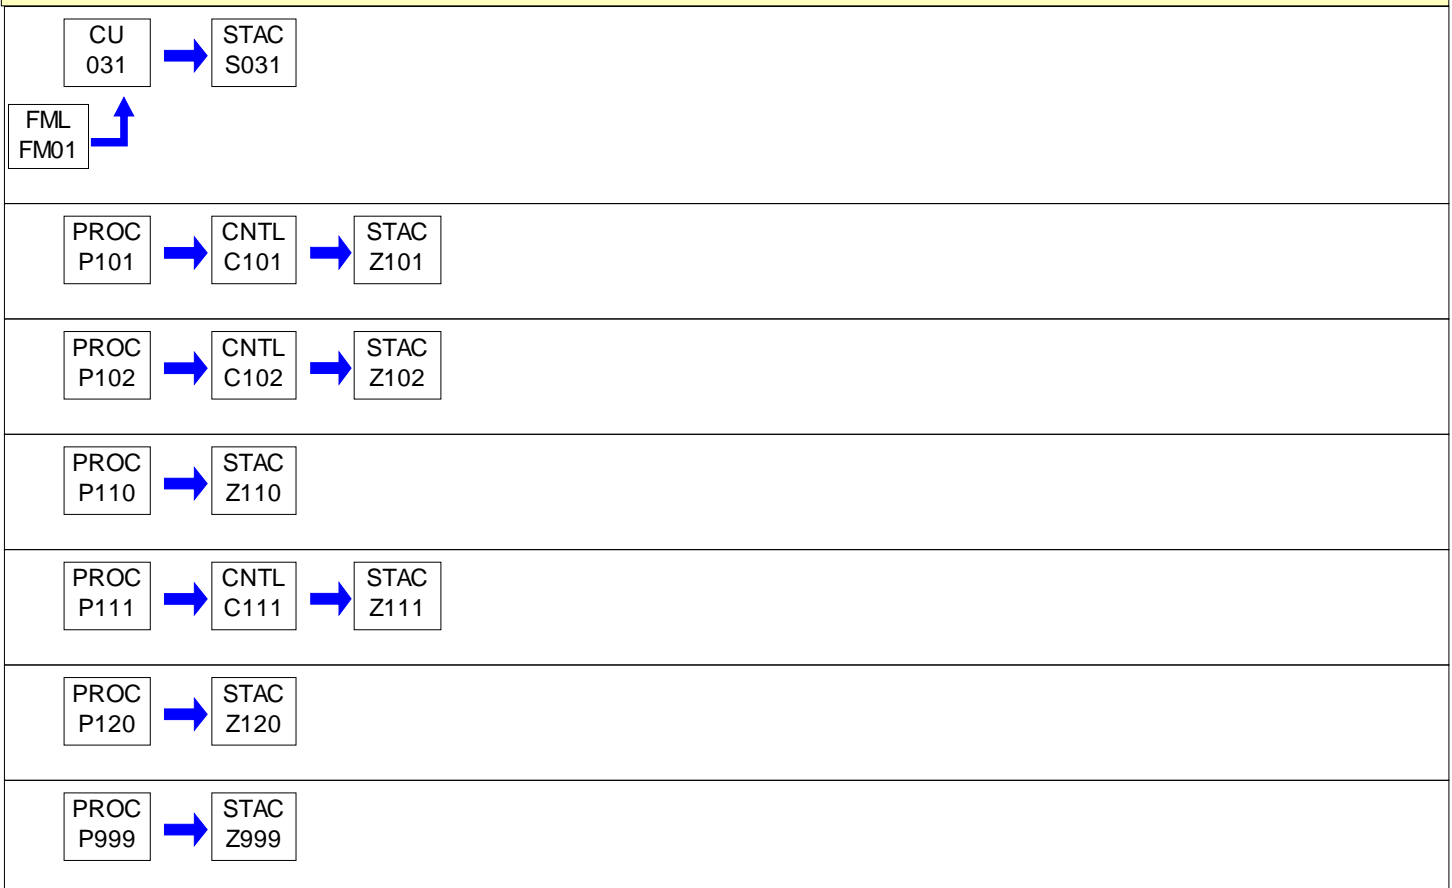 CU
031
STAC
S031
FML
FM01
PROC
P101
CNTL
C101
STAC
Z101
PROC
P102
CNTL
C102
STAC
Z102
PROC
P110
STAC
Z110
PROC
P111
CNTL
C111
STAC
Z111
PROC
P120
STAC
Z120
PROC
P999
STAC
Z999